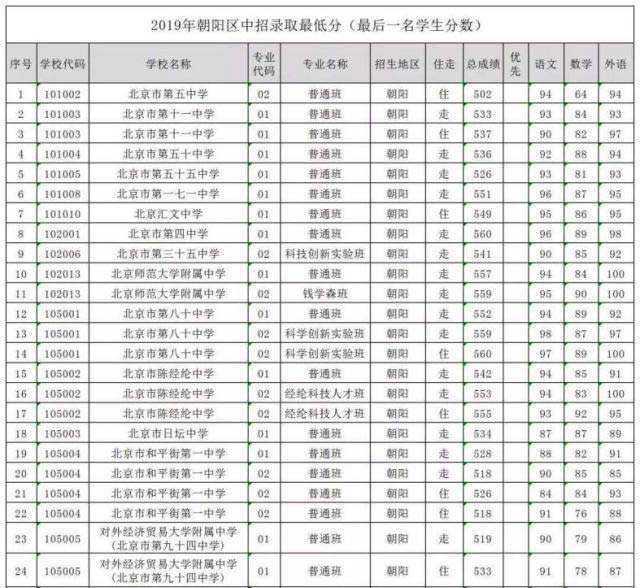 2019年朝阳区中招录取最低分（最后一名学生分数）
序号 学校代码 学校名称 专业代码 专业名称 招生地区 住走 总成绩 优先 语文 数学 外语
1 101002 北京市第五中学 02 普通班 朝阳 住 502 94 64 94
2 101003 北京市第十一中学 01 普通班 朝阳 走 533 93 84 93
3 101003 北京市第十一中学 01 普通班 朝阳 住 537 90 82 97
4 101004 北京市第五十中学 01 普通班 朝阳 走 536 92 88 94
5 101005 北京市第五十五中学 01 普通班 朝阳 走 526 93 81 93
6 101008 北京市第一七一中学 01 普通班 朝阳 走 551 96 87 95
7 101010 北京汇文中学 01 普通班 朝阳 住 549 95 86 95
8 102001 北京市第四中学 01 普通班 朝阳 走 560 96 89 98
9 102006 北京市第三十五中学 02 科技创新实验班 朝阳 走 541 90 85 92
10 102013 北京师范大学附属中学 01 普通班 朝阳 走 557 94 84 100
11 102013 北京师范大学附属中学 02 钱学森班 朝阳 走 559 95 90 100
12 105001 北京市第八十中学 01 普通班 朝阳 走 552 94 89 92
13 105001 北京市第八十中学 02 科学创新实验班 朝阳 走 559 98 87 97
14 105001 北京市第八十中学 02 科学创新实验班 朝阳 住 560 97 89 100
15 105002 北京市陈经纶中学 01 普通班 朝阳 走 542 94 85 91
16 105002 北京市陈经纶中学 02 经纶科技人才班 朝阳 走 553 94 83 100
17 105002 北京市陈经纶中学 02 经纶科技人才班 朝阳 住 555 93 92 95
18 105003 北京市日坛中学 01 普通班 朝阳 走 534 87 87 89
19 105004 北京市和平街第一中学 01 普通班 朝阳 走 528 88 82 91
20 105004 北京市和平街第一中学 02 普通班 朝阳 走 518 90 85 85
21 105004 北京市和平街第一中学 02 普通班 朝阳 住 526 84 84 93
22 105004 北京市和平街第一中学 02 普通班 朝阳 住 518 91 76 88
23 105005 对外经济贸易大学附属中学(北京市第九十四中学) 01 普通班 朝阳 走 519 90 79 86
24 105005 对外经济贸易大学附属中学(北京市第九十四中学) 01 普通班 朝阳 住 533 91 78 87